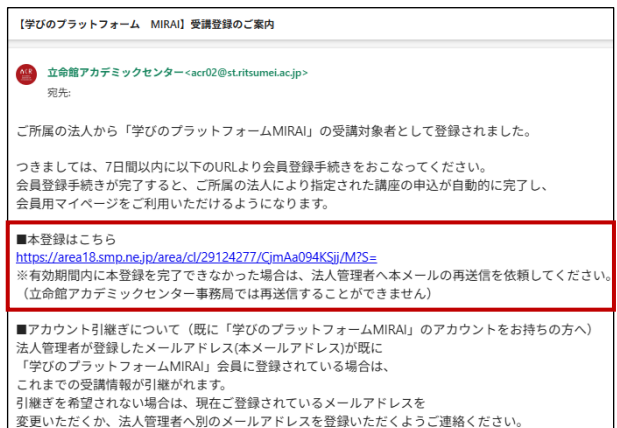 【学びのプラットフォーム　MIRAI】受講登録のご案内
ACR
立命館アカデミックセンター<acr02@st.ritsumei.ac.jp>
宛先:
ご所属の法人から「学びのプラットフォームMIRAI」の受講対象者として登録されました。
つきましては、7日間以内に以下のURLより会員登録手続きをおこなってください。
会員登録手続きが完了すると、ご所属の法人により指定された講座の申込が自動的に完了し、
会員用マイページをご利用いただけるようになります。
■本登録はこちら
https://area18.smp.ne.jp/area/cl/29124277/CjmAa094KSjj/M?S=
※有効期間内に本登録を完了できなかった場合は、法人管理者へ本メールの再送信を依頼してください。
（立命館アカデミックセンター事務局では再送信することができません）
■アカウント引継ぎについて（既に「学びのプラットフォームMIRAI」のアカウントをお持ちの方へ）
法人管理者が登録したメールアドレス(本メールアドレス)が既に
「学びのプラットフォームMIRAI」会員に登録されている場合は、
これまでの受講情報が引継がれます。
引継ぎを希望されない場合は、現在ご登録されているメールアドレスを
変更いただくか、法人管理者へ別のメールアドレスを登録いただくようご連絡ください。